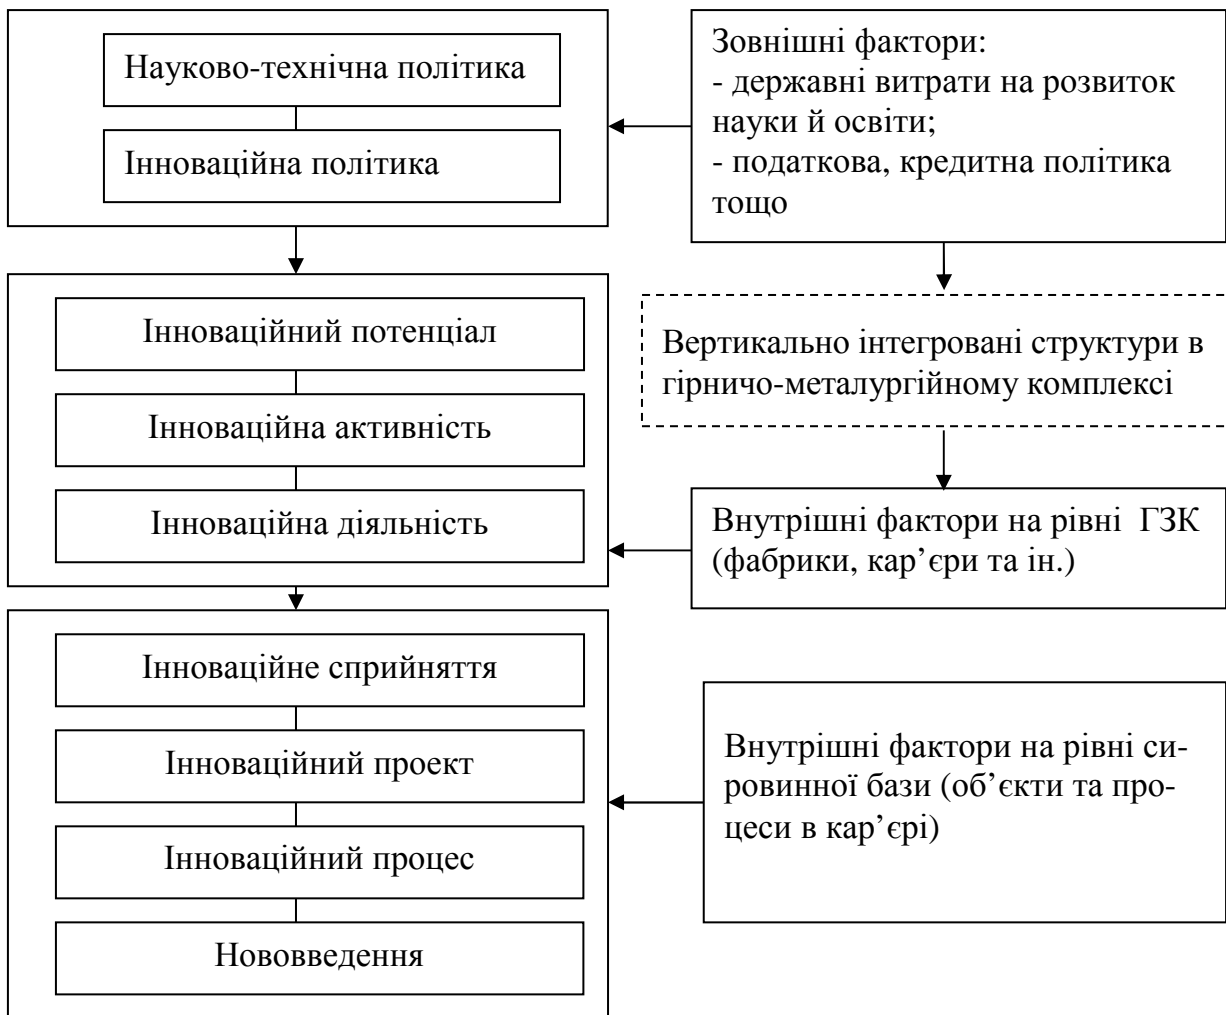 Науково-технічна політика
Інноваційна політика
Зовнішні фактори:
- державні витрати на розвиток
науки й освіти;
- податкова, кредитна політика
тощо
Інноваційний потенціал
Інноваційна активність
Інноваційна діяльність
Вертикально інтегровані структури в
гірничо-металургійному комплексі
Внутрішні фактори на рівні ГЗК
(фабрики, кар’єри та ін.)
Інноваційне сприйняття
Інноваційний проект
Інноваційний процес
Нововведення
Внутрішні фактори на рівні си-
ровинної бази (об’єкти та про-
цеси в кар’єрі)